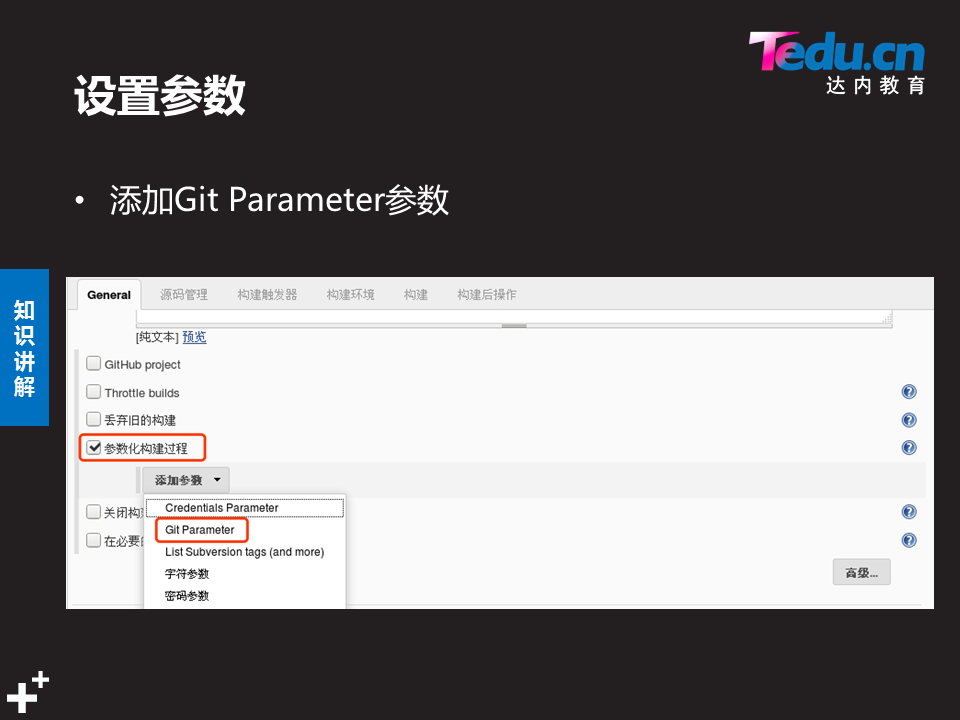 Tedu.cn
达内教育
设置参数
• 添加Git Parameter参数
知识讲解
General 源码管理 构建触发器 构建环境 构建 构建后操作
[纯文本] 预览
GitHub project
Throttle builds
丢弃旧的构建
参数化构建过程
添加参数
Credentials Parameter
关闭构
Git Parameter
在必要
List Subversion tags (and more)
字符参数
高级...
密码参数